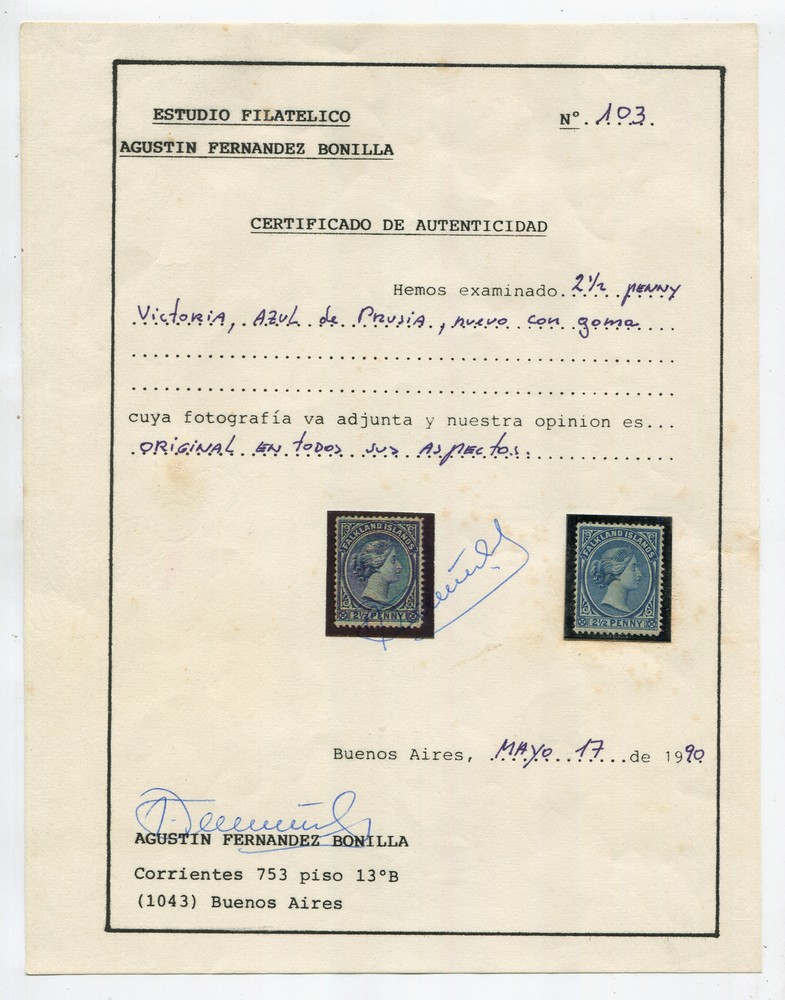 ESTUDIO FILATELICO
Nº. 103.
AGUSTIN FERNANDEZ BONILLA
CERTIFICADO DE AUTENTICIDAD
Hemos examinado 2½ penny
Victoria, Azul de Prusia, nuevo con goma
cuya fotografía va adjunta y nuestra opinion es...
ORIGINAL EN todos sus Aspectos.
FALKLAND ISLANDS
2½ PENNY
FALKLAND ISLANDS
2½ PENNY
Buenos Aires, MAYO 17 de 1990
AGUSTIN FERNANDEZ BONILLA
Corrientes 753 piso 13ºB
(1043) Buenos Aires